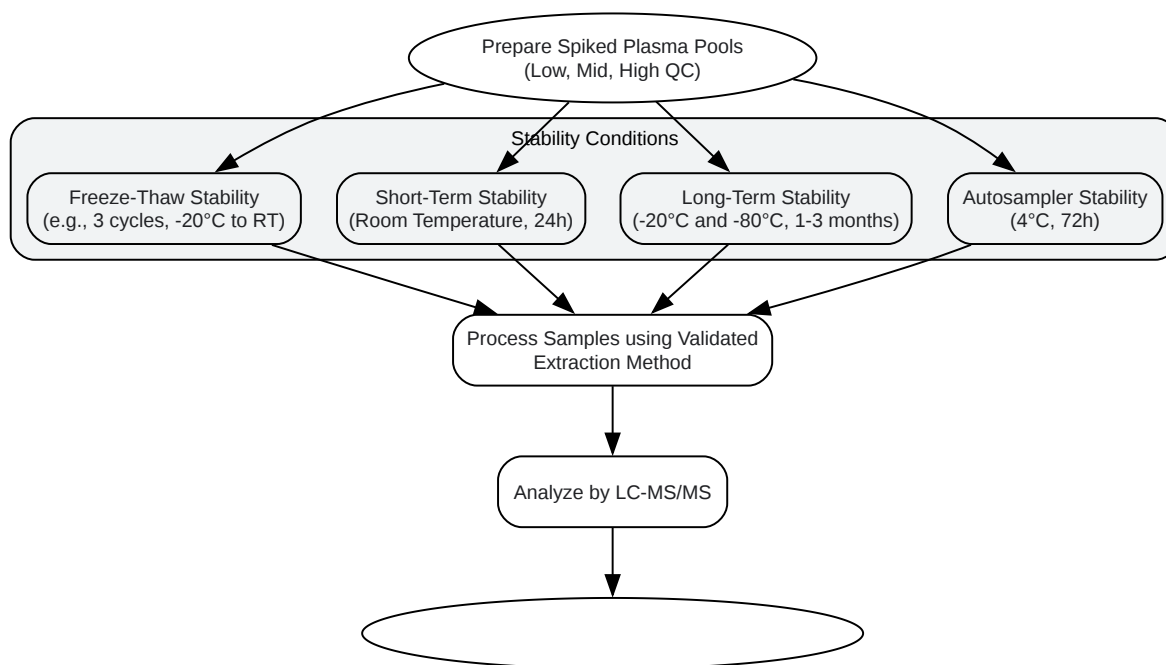 Prepare Spiked Plasma Pools
(Low, Mid, High QC)
Stability Conditions
Freeze-Thaw Stability
(e.g., 3 cycles, -20°C to RT)
Short-Term Stability
(Room Temperature, 24h)
Long-Term Stability
(-20°C and -80°C, 1-3 months)
Autosampler Stability
(4°C, 72h)
Process Samples using Validated
Extraction Method
Analyze by LC-MS/MS